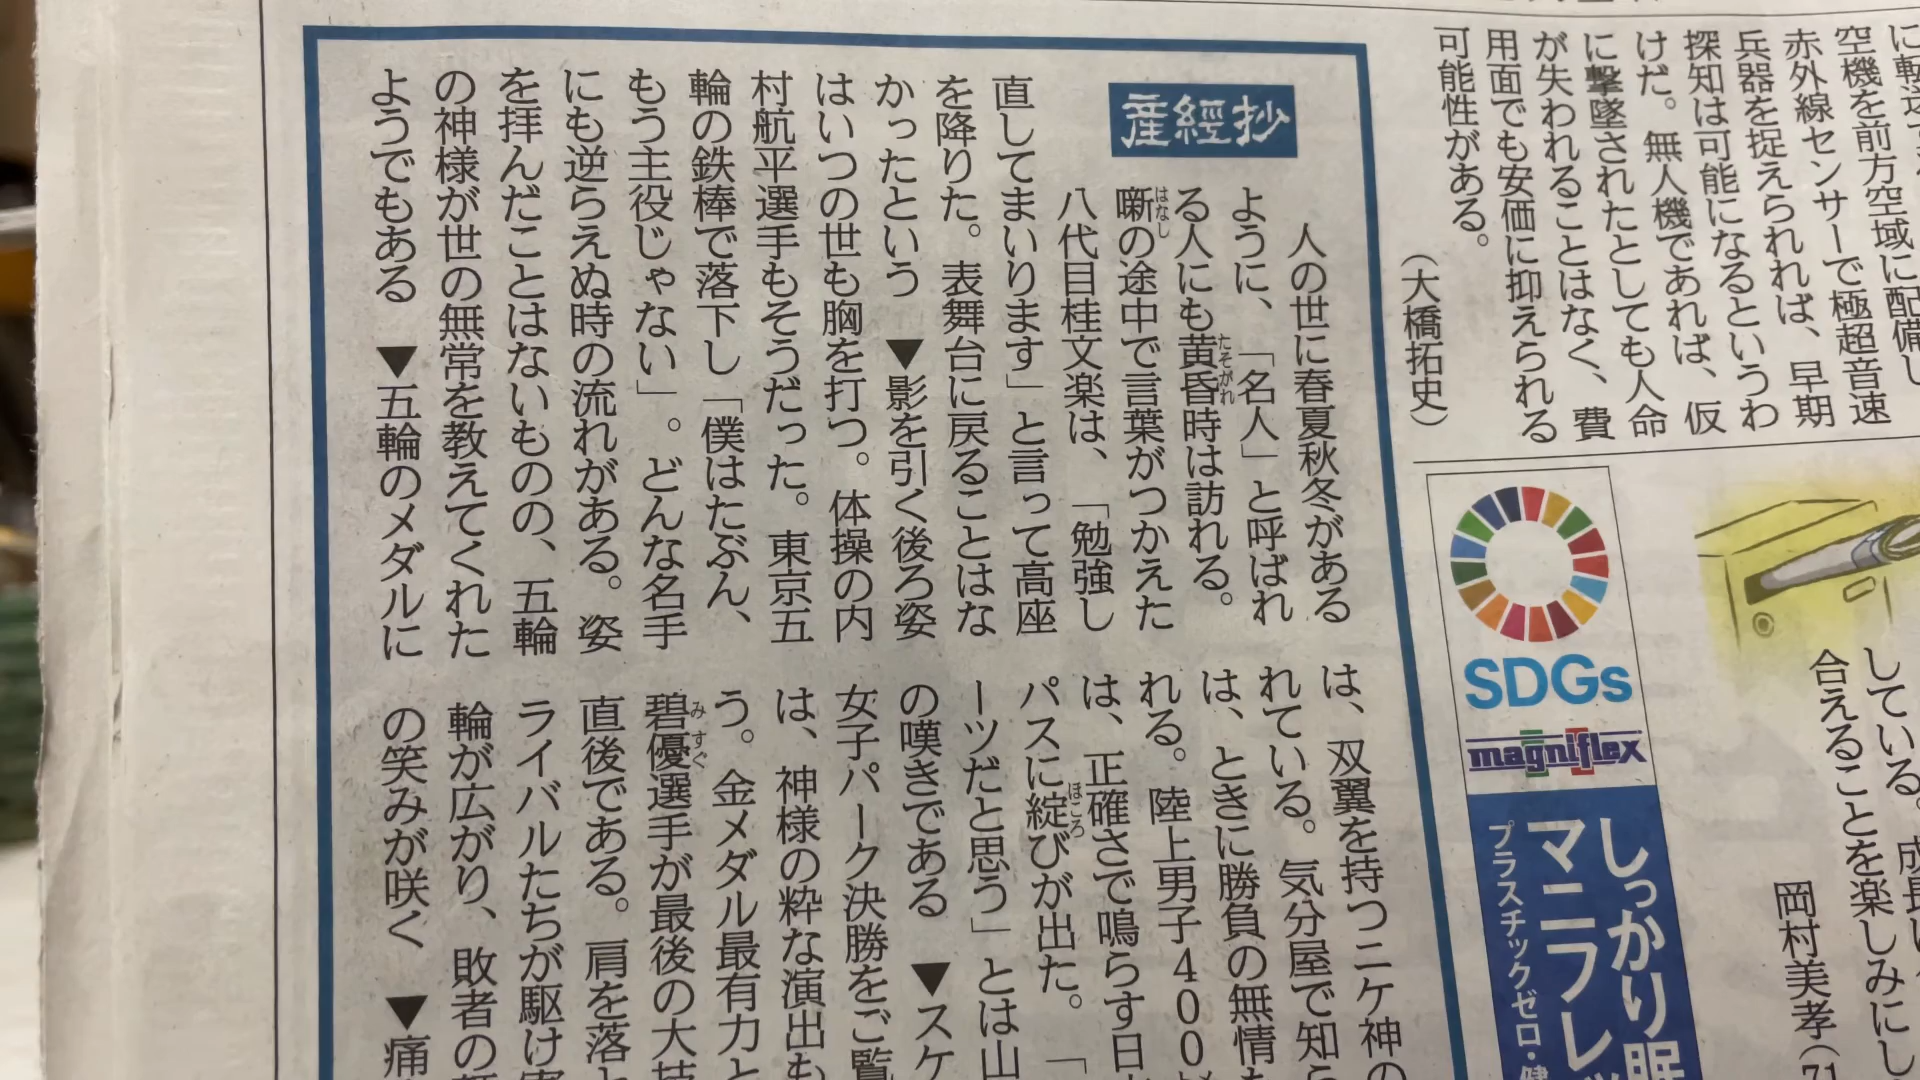 に転送す
空機を前方空域に配備し
赤外線センサーで極超音速
兵器を捉えられれば、早期
探知は可能になるというわ
けだ。無人機であれば、仮
に撃墜されたとしても人命
が失われることはなく、費
用面でも安価に抑えられる
可能性がある。
(大橋拓史)
産經抄
人の世に春夏秋冬がある
ように、「名人」と呼ばれ
る人にも黄昏時は訪れる。
たそがれ
噺の途中で言葉がつかえた
はなし
八代目桂文楽は、「勉強し
直してまいります」と言って高座
を降りた。表舞台に戻ることはな
かったという▼影を引く後ろ姿
はいつの世も胸を打つ。体操の内
村航平選手もそうだった。東京五
輪の鉄棒で落下し「僕はたぶん、
もう主役じゃない」。どんな名手
にも逆らえぬ時の流れがある。姿
を拝んだことはないものの、五輪
の神様が世の無常を教えてくれた
ようでもある▼五輪のメダルに
は、双翼を持つニケ神の
れている。気分屋で知ら
は、ときに勝負の無情を
れる。陸上男子400
は、正確さで鳴らす日
パスに綻びが出た。「
ほころ
ーツだと思う」とは山
の嘆きである▼スケ
女子パーク決勝をご覧
は、神様の粋な演出も
う。金メダル最有力と
碧優選手が最後の大技
みすぐ
直後である。肩を落と
ライバルたちが駆け寄
輪が広がり、敗者の
の笑みが咲く▼痛
SDGs
magniflex
しっかり眠
マニフレッ
プラスチックゼロ・健
している。成長
合えることを楽しみにし
岡村美孝(71